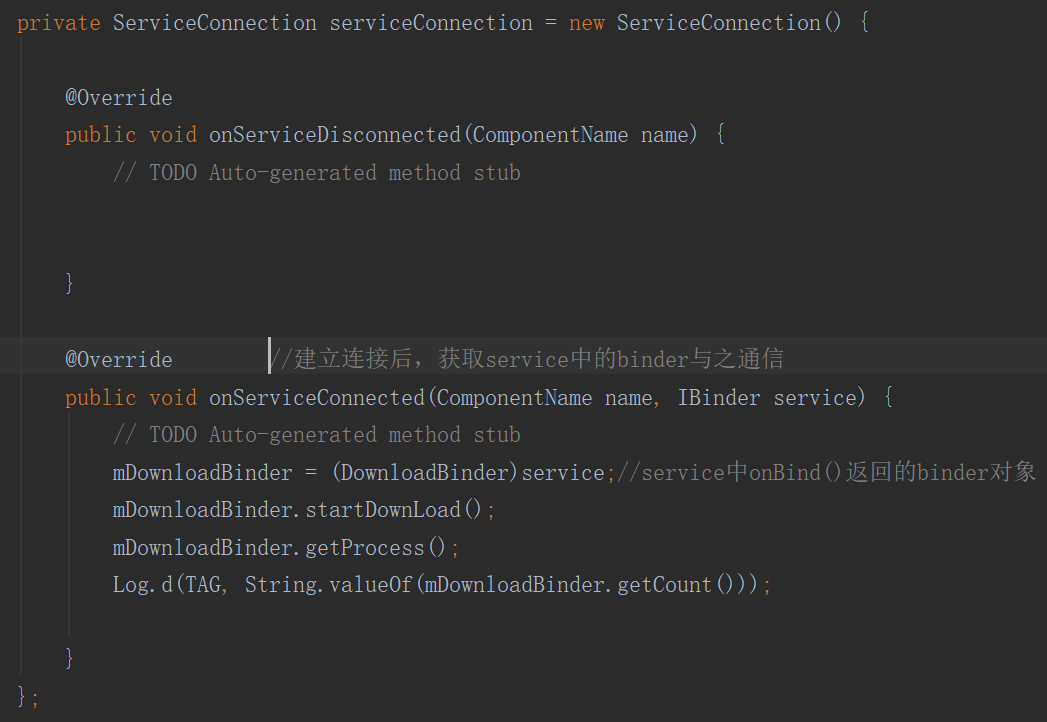 private ServiceConnection serviceConnection = new ServiceConnection() {
@Override
public void onServiceDisconnected(ComponentName name) {
// TODO Auto-generated method stub
}
@Override //建立连接后，获取service中的binder与之通信
public void onServiceConnected(ComponentName name, IBinder service) {
// TODO Auto-generated method stub
mDownloadBinder = (DownloadBinder)service;//service中onBind()返回的binder对象
mDownloadBinder.startDownLoad();
mDownloadBinder.getProcess();
Log.d(TAG, String.valueOf(mDownloadBinder.getCount()));
}
};